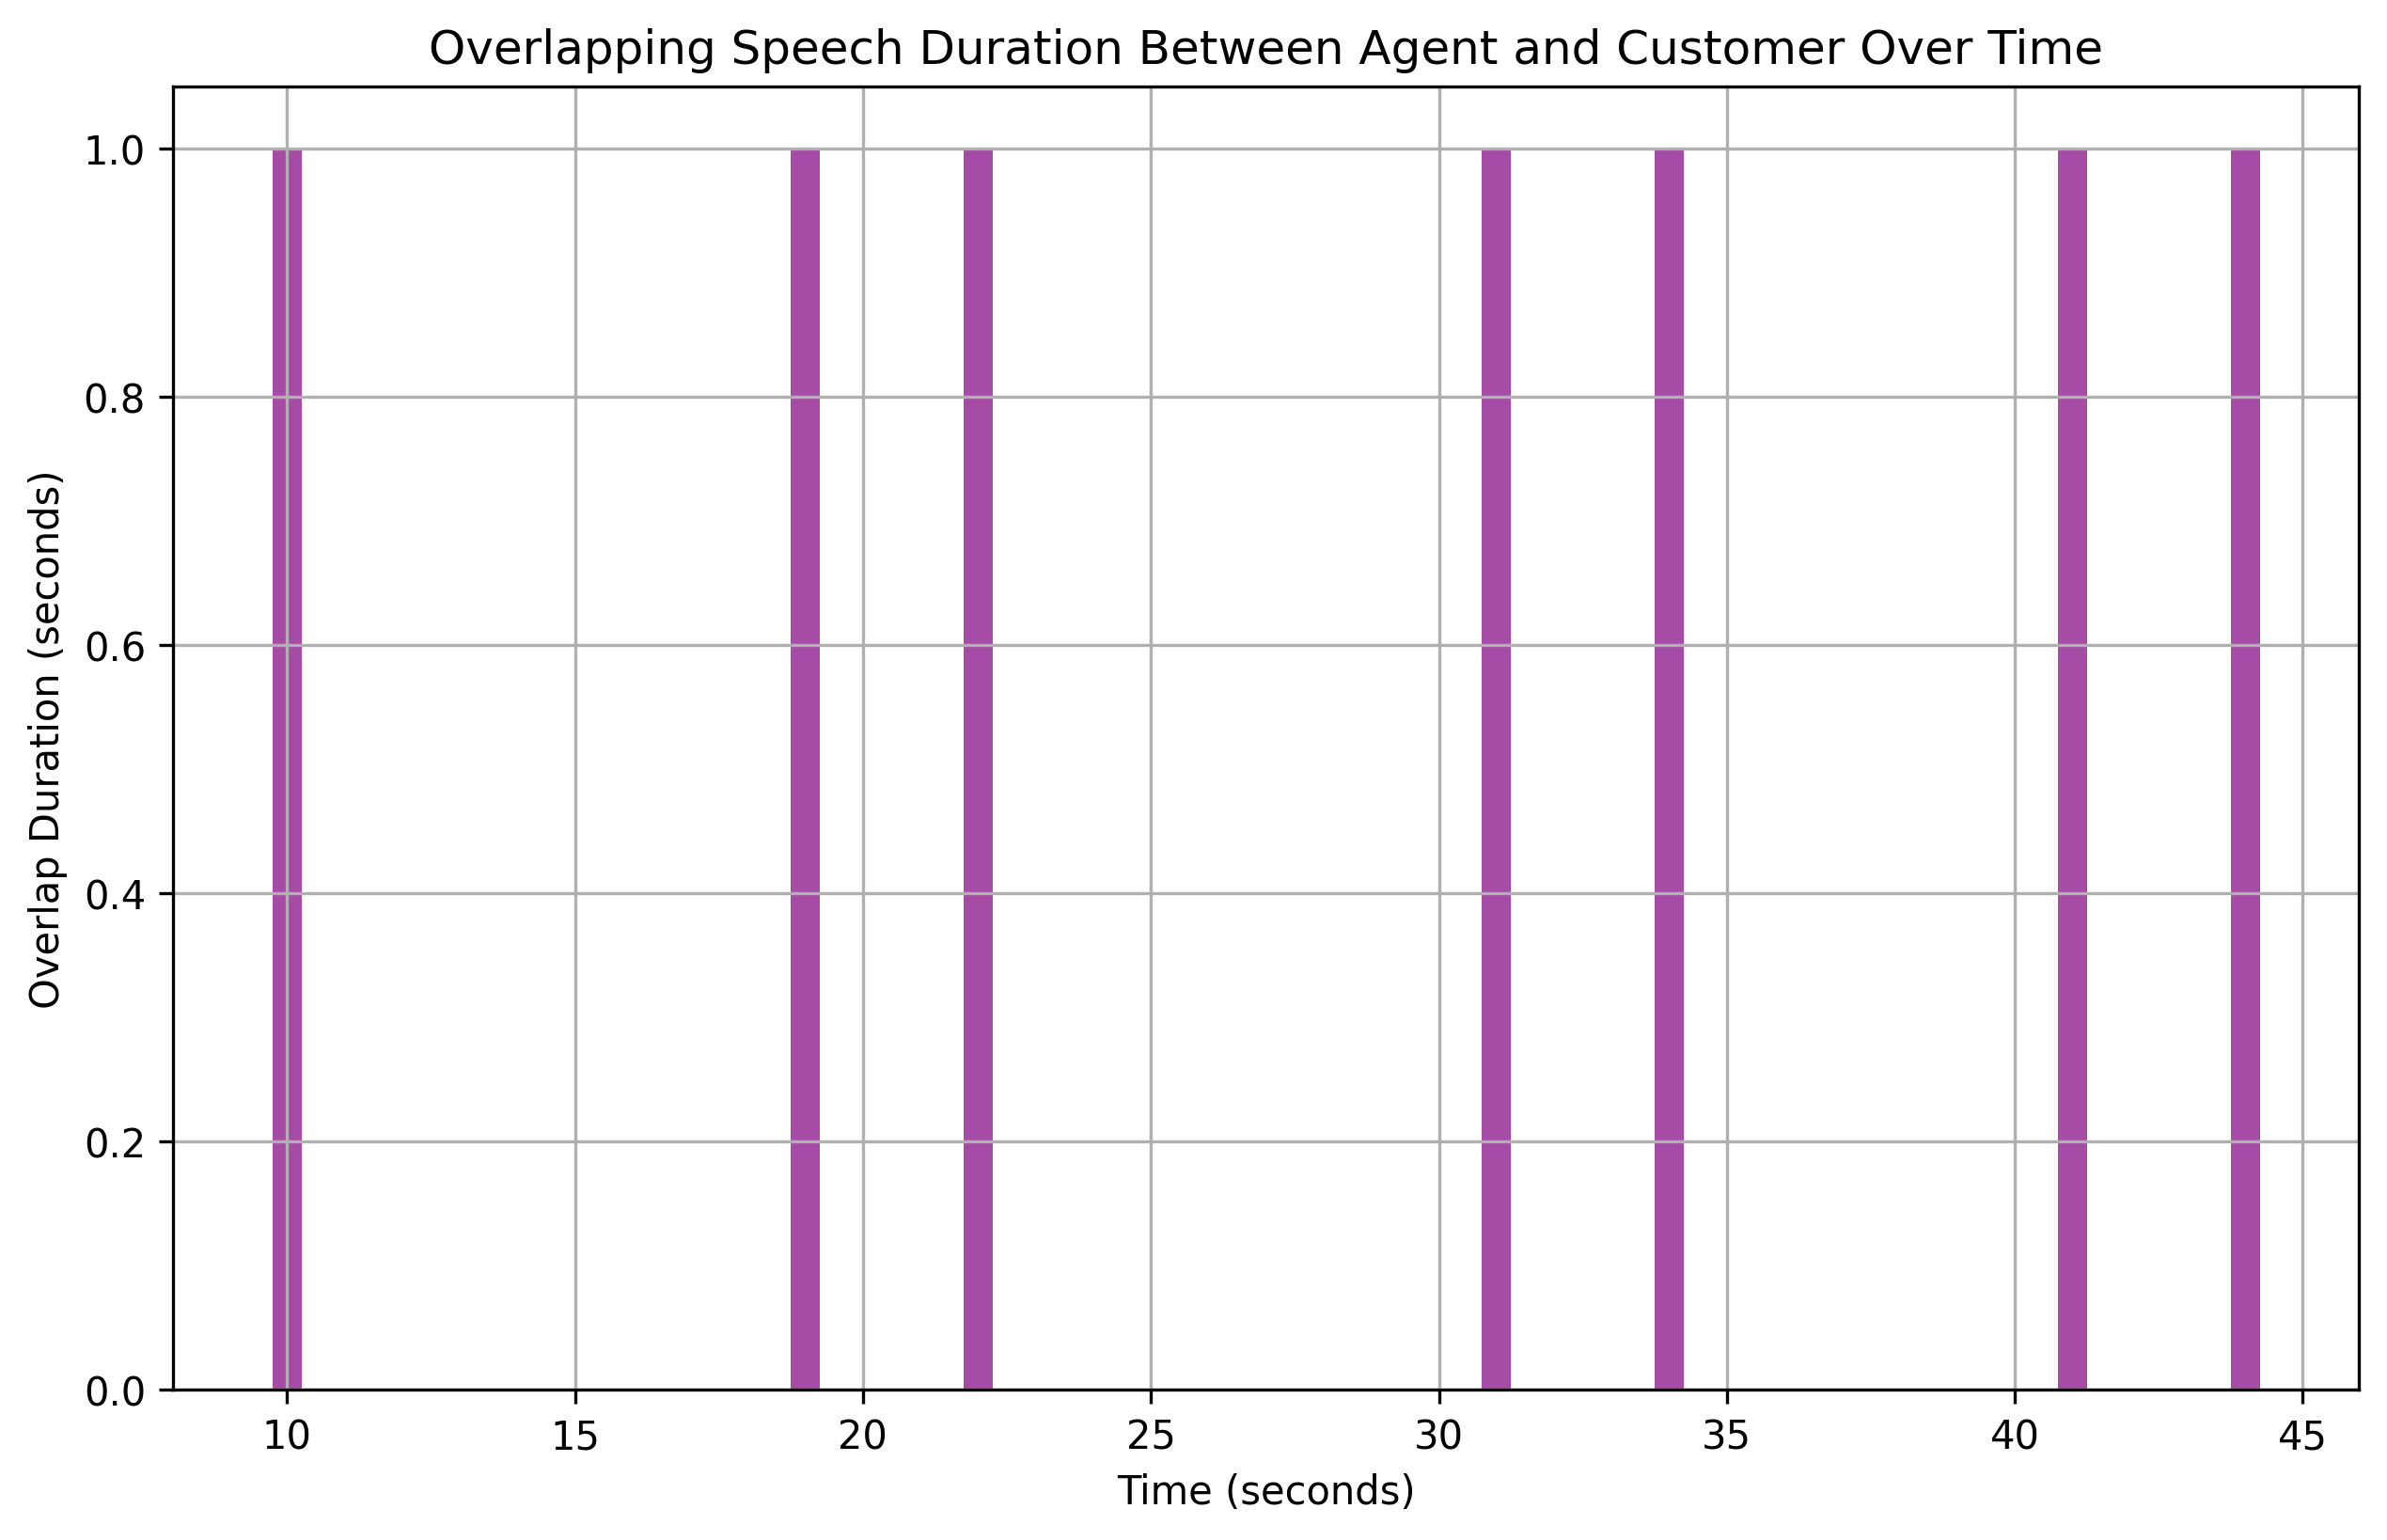 Overlapping Speech Duration Between Agent and Customer Over Time
1.0
0.8
0.6
0.4
0.2
0.0
Overlap Duration (seconds)
10 15 20 25 30 35 40 45
Time (seconds)